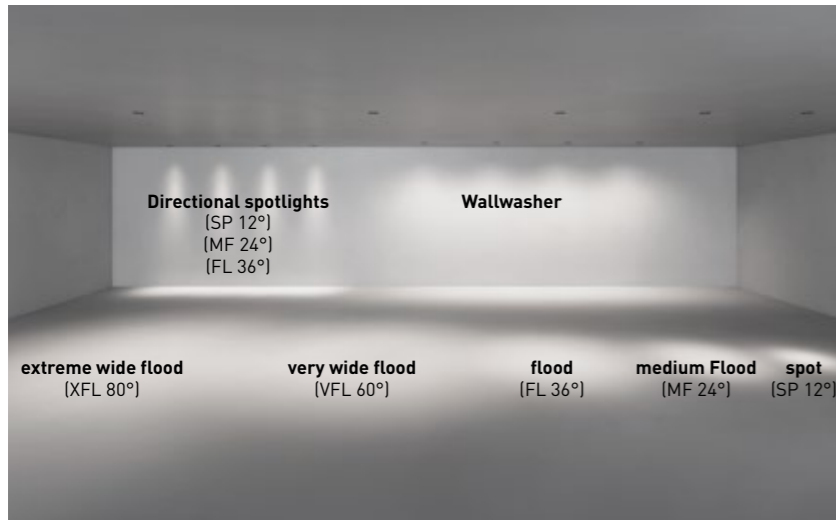 Directional spotlights
(SP 12°)
(MF 24°)
(FL 36°)
Wallwasher
extreme wide flood
(XFL 80°)
very wide flood
(VFL 60°)
flood
(FL 36°)
medium Flood
(MF 24°)
spot
(SP 12°)